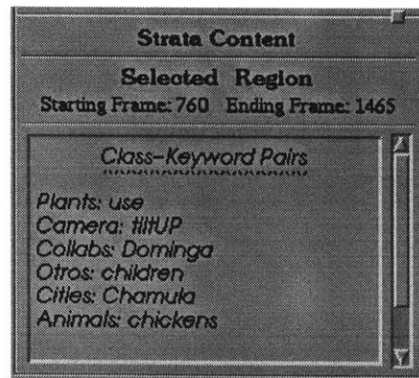 Strata Content
Selected Region
Starting Frame: 760 Ending Frame: 1465
Class-Keyword Pairs
Plants: use
Camera: tiltUP
Collabs: Dominga
Otros: children
Cities: Chamula
Animals: chickens